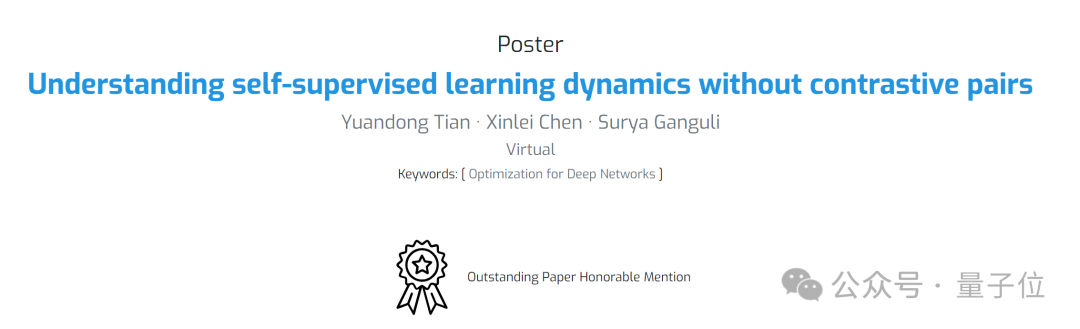 Poster
Understanding self-supervised learning dynamics without contrastive pairs
Yuandong Tian · Xinlei Chen · Surya Ganguli
Virtual
Keywords: [ Optimization for Deep Networks ]
Outstanding Paper Honorable Mention
公众号 · 量子位